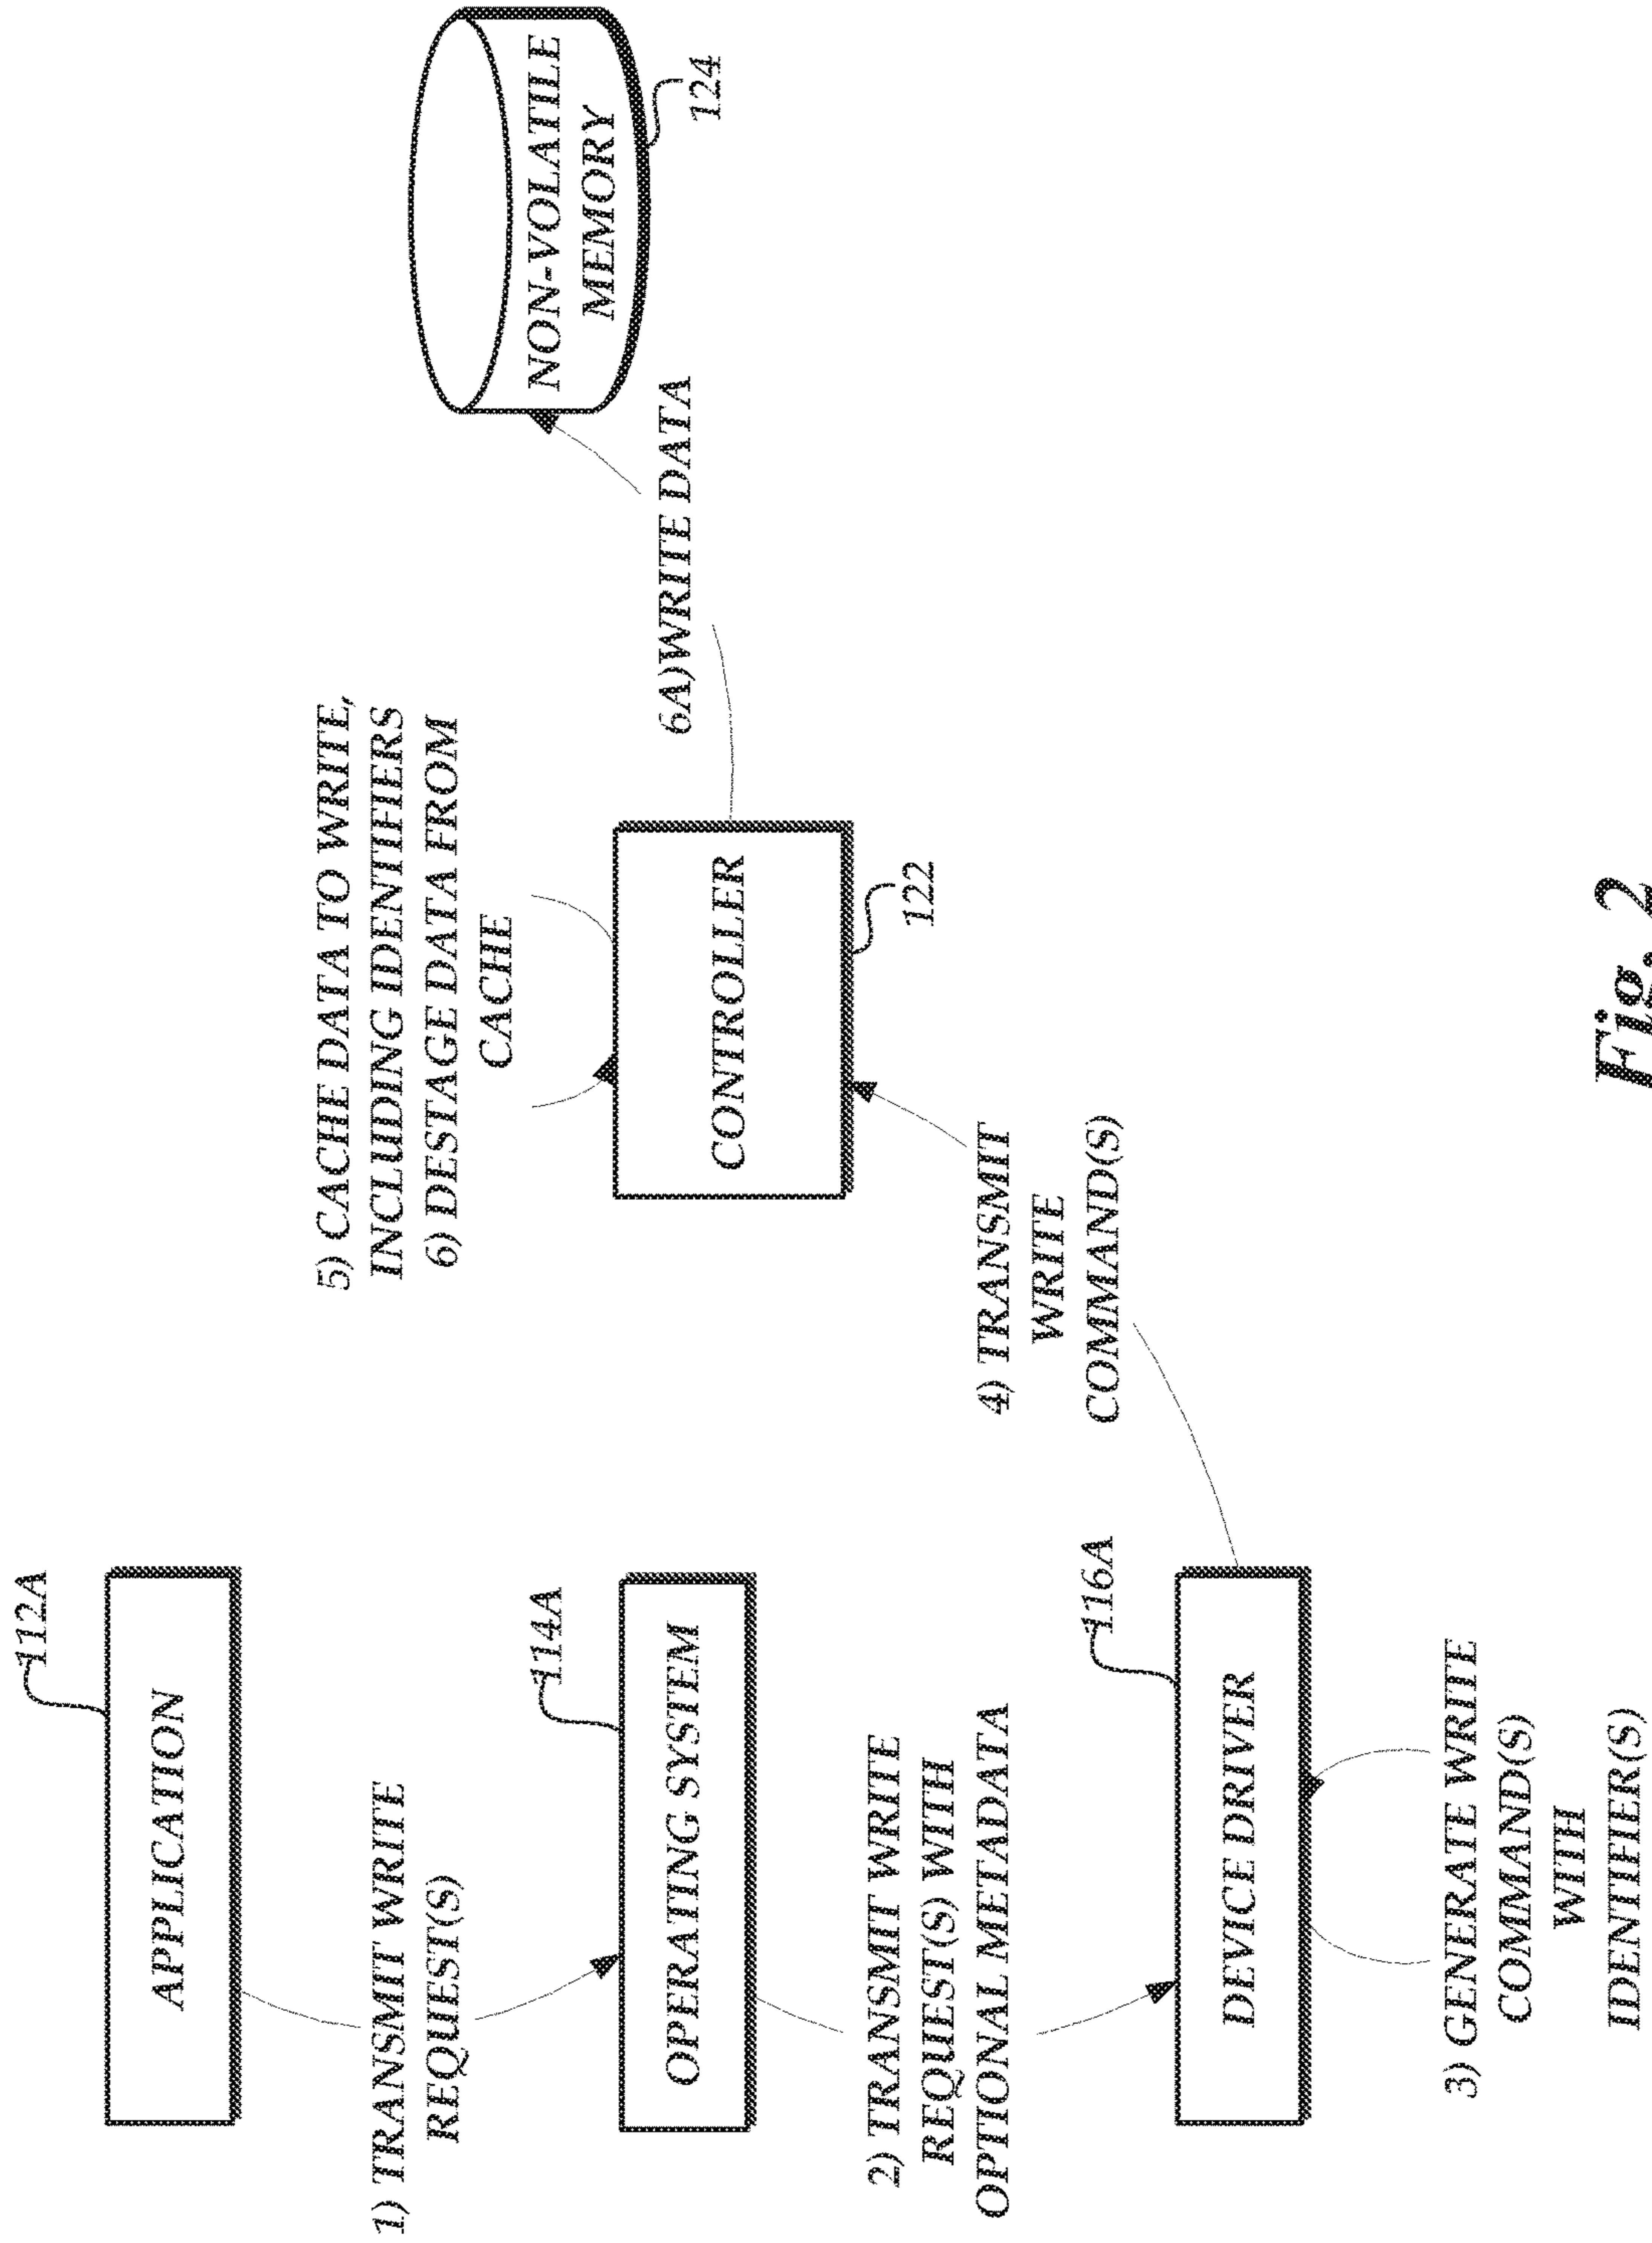 112A
APPLICATION
1) TRANSMIT WRITE
REQUEST(S)
114A
OPERATING SYSTEM
2) TRANSMIT WRITE
REQUEST(S) WITH
OPTIONAL METADATA
116A
DEVICE DRIVER
3) GENERATE WRITE
COMMAND(S)
WITH
IDENTIFIER(S)
4) TRANSMIT
WRITE
COMMAND(S)
5) CACHE DATA TO WRITE,
INCLUDING IDENTIFIERS
6) DESTAGE DATA FROM
CACHE
CONTROLLER
122
6A)WRITE DATA
NON-VOLATILE
MEMORY
124
Fig. 2